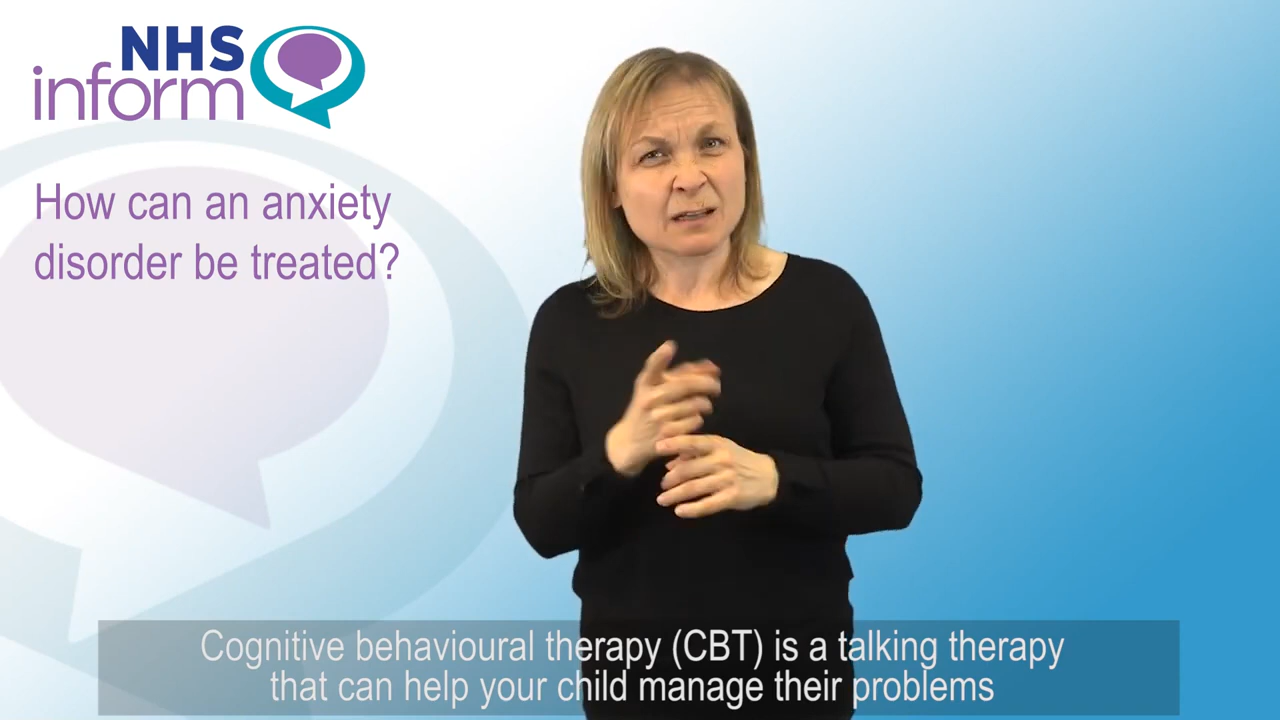 NHS
inform
How can an anxiety
disorder be treated?
Cognitive behavioural therapy (CBT) is a talking therapy
that can help your child manage their problems